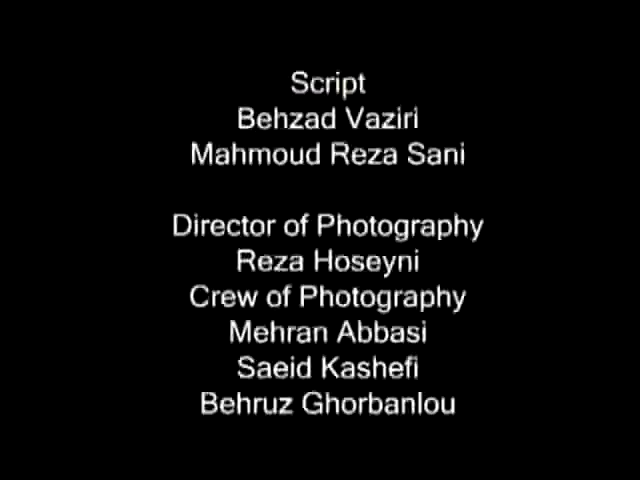 Script
Behzad Vaziri
Mahmoud Reza Sani
Director of Photography
Reza Hoseyni
Crew of Photography
Mehran Abbasi
Saeid Kashefi
Behruz Ghorbanlou